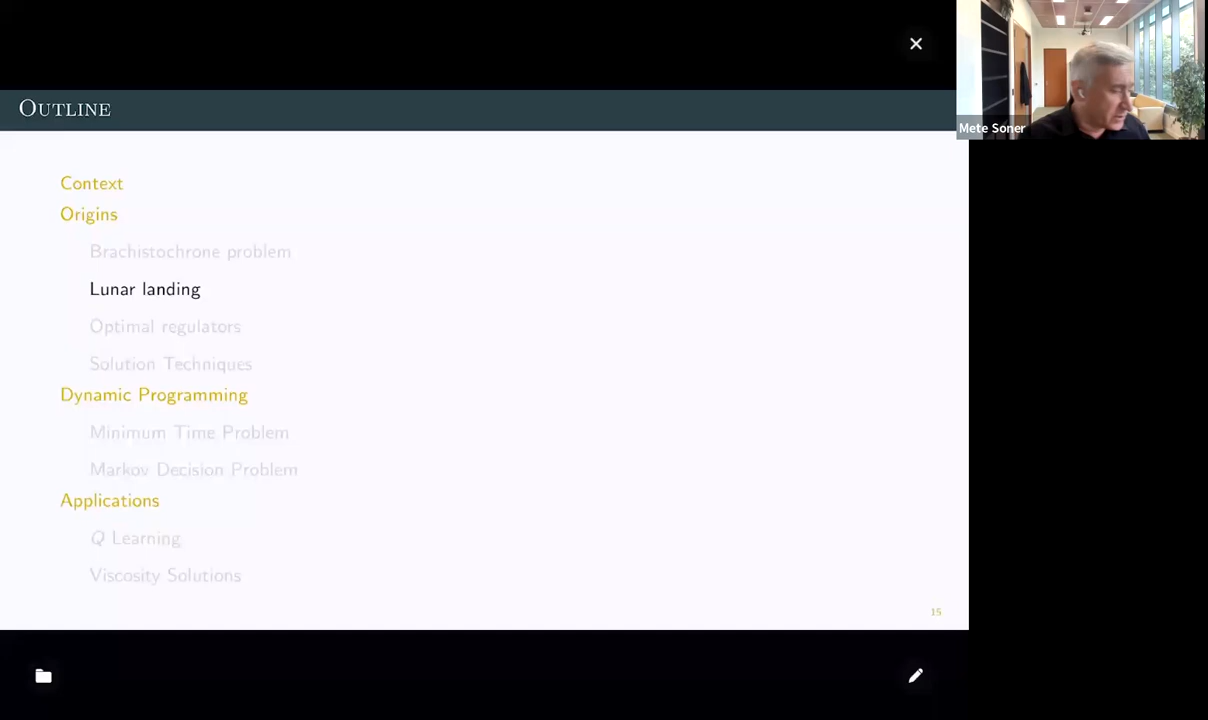 Outline
Mete Soner
Context
Origins
Brachistochrone problem
Lunar landing
Optimal regulators
Solution Techniques
Dynamic Programming
Minimum Time Problem
Markov Decision Problem
Applications
Q Learning
Viscosity Solutions
15